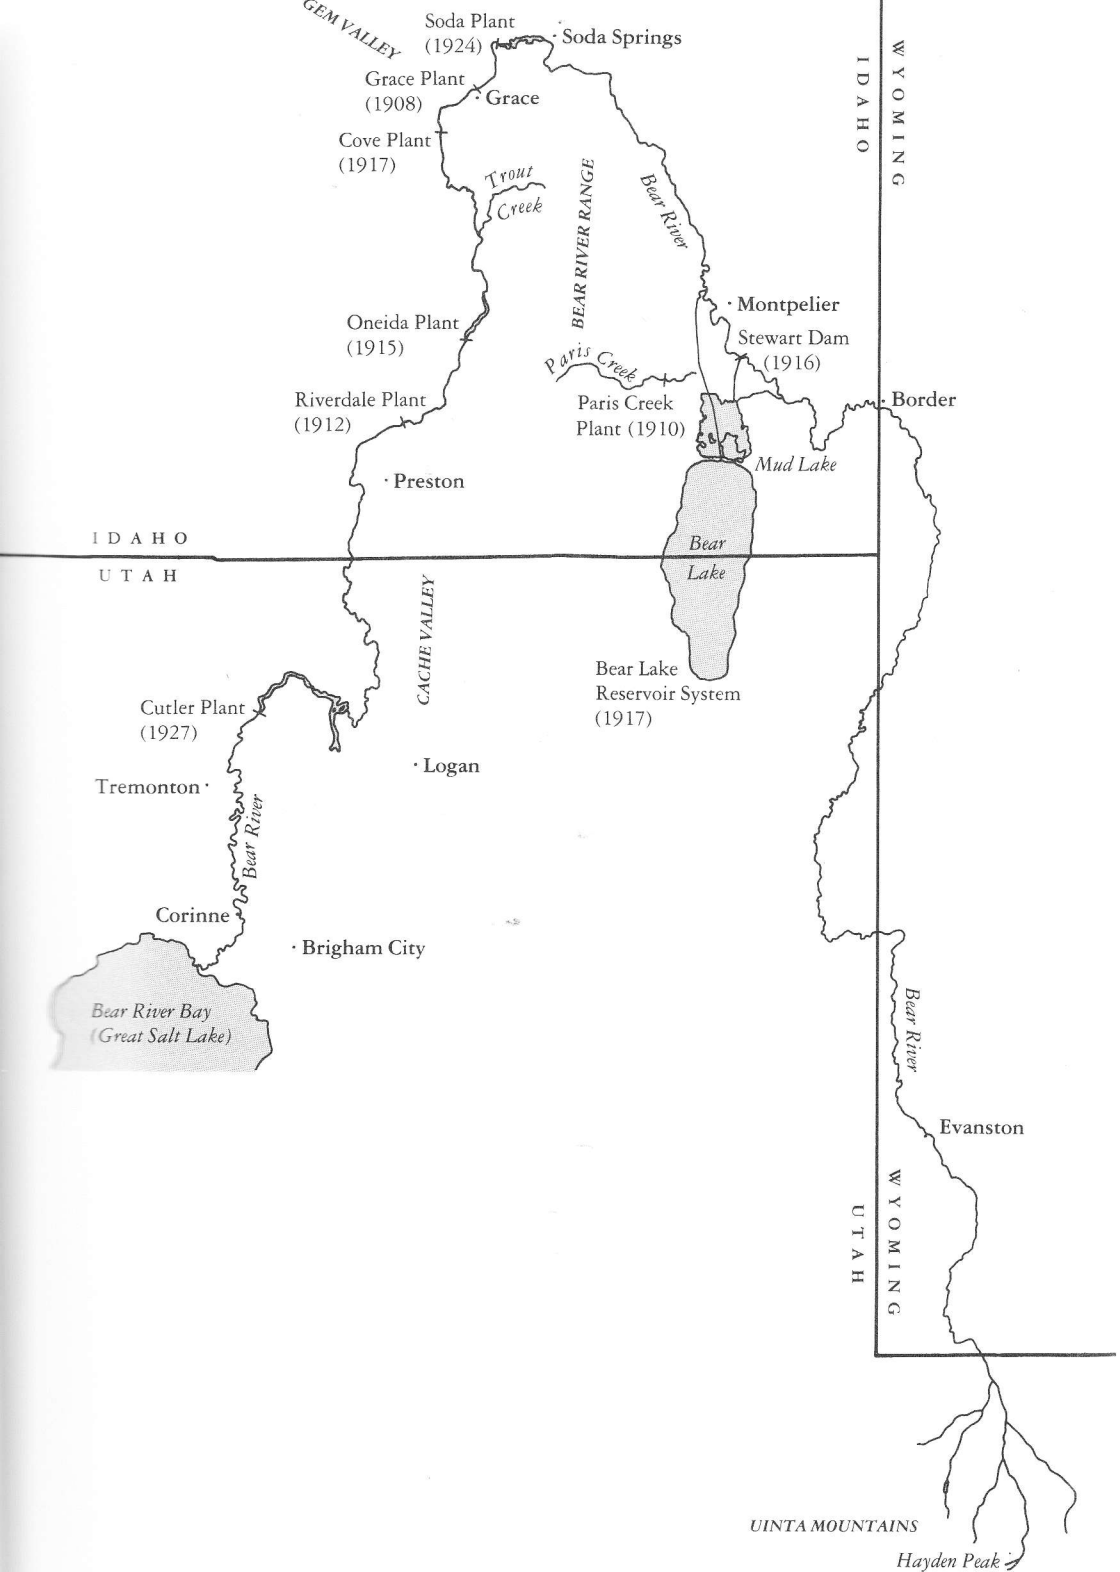 GEM VALLEY
Soda Plant
(1924)
Soda Springs
Grace Plant
(1908)
Grace
Cove Plant
(1917)
Trout
Creek
BEAR RIVER RANGE
Bear River
IDAHO
WYOMING
Montpelier
Oneida Plant
(1915)
Stewart Dam
(1916)
Paris Creek
Riverdale Plant
(1912)
Paris Creek
Plant (1910)
Border
Mud Lake
Preston
IDAHO
UTAH
Bear
Lake
CACHE VALLEY
Bear Lake
Reservoir System
(1917)
Cutler Plant
(1927)
Logan
Tremonton
Bear River
Corinne
Brigham City
Bear River Bay
(Great Salt Lake)
Bear River
Evanston
UTAH
WYOMING
UINTA MOUNTAINS
Hayden Peak